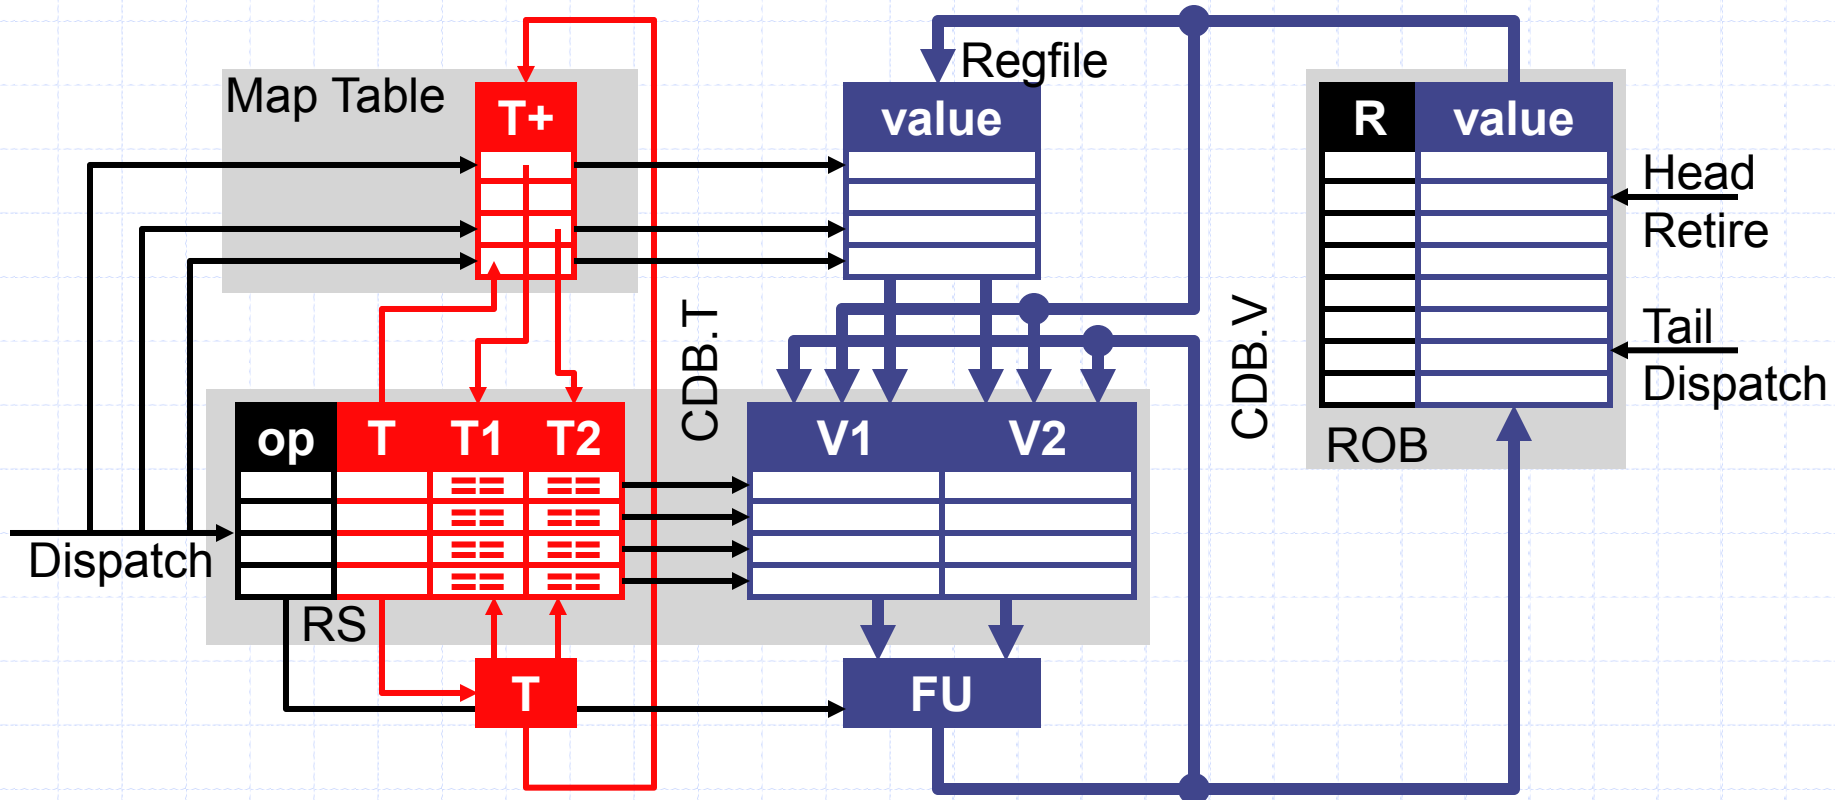 Map Table
T+
Regfile
value
R
value
Head
Retire
Tail
Dispatch
CDB.T
CDB.V
op
T
T1
T2
V1
V2
ROB
Dispatch
RS
T
FU